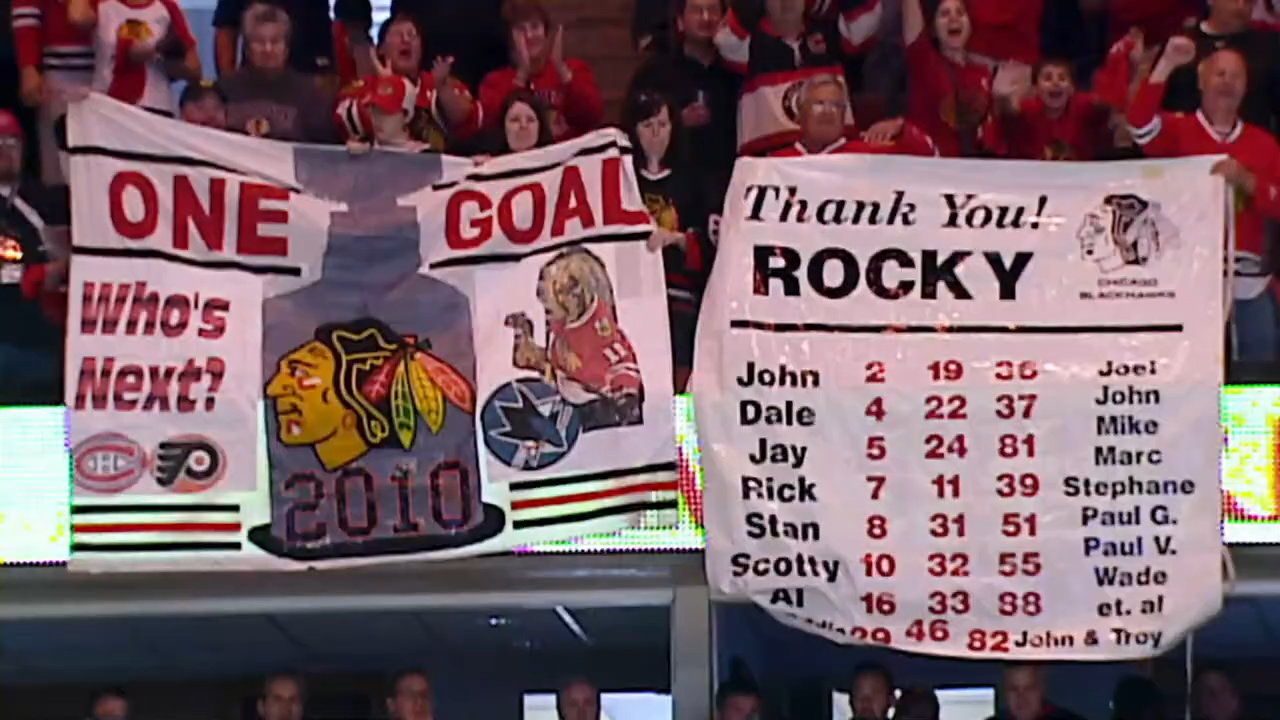 ONE GOAL
Who's
Next?
2010
11
Thank You!
ROCKY
CHICAGO
BLACKHAWKS
John 2 19 36 Joel
Dale 4 22 37 John
Jay 5 24 81 Mike
Rick 7 11 39 Marc
Stan 8 31 51 Stephane
Scotty 10 32 55 Paul G.
Al 16 33 88 Paul V.
Wade
et. al
29 46 82 John & Troy